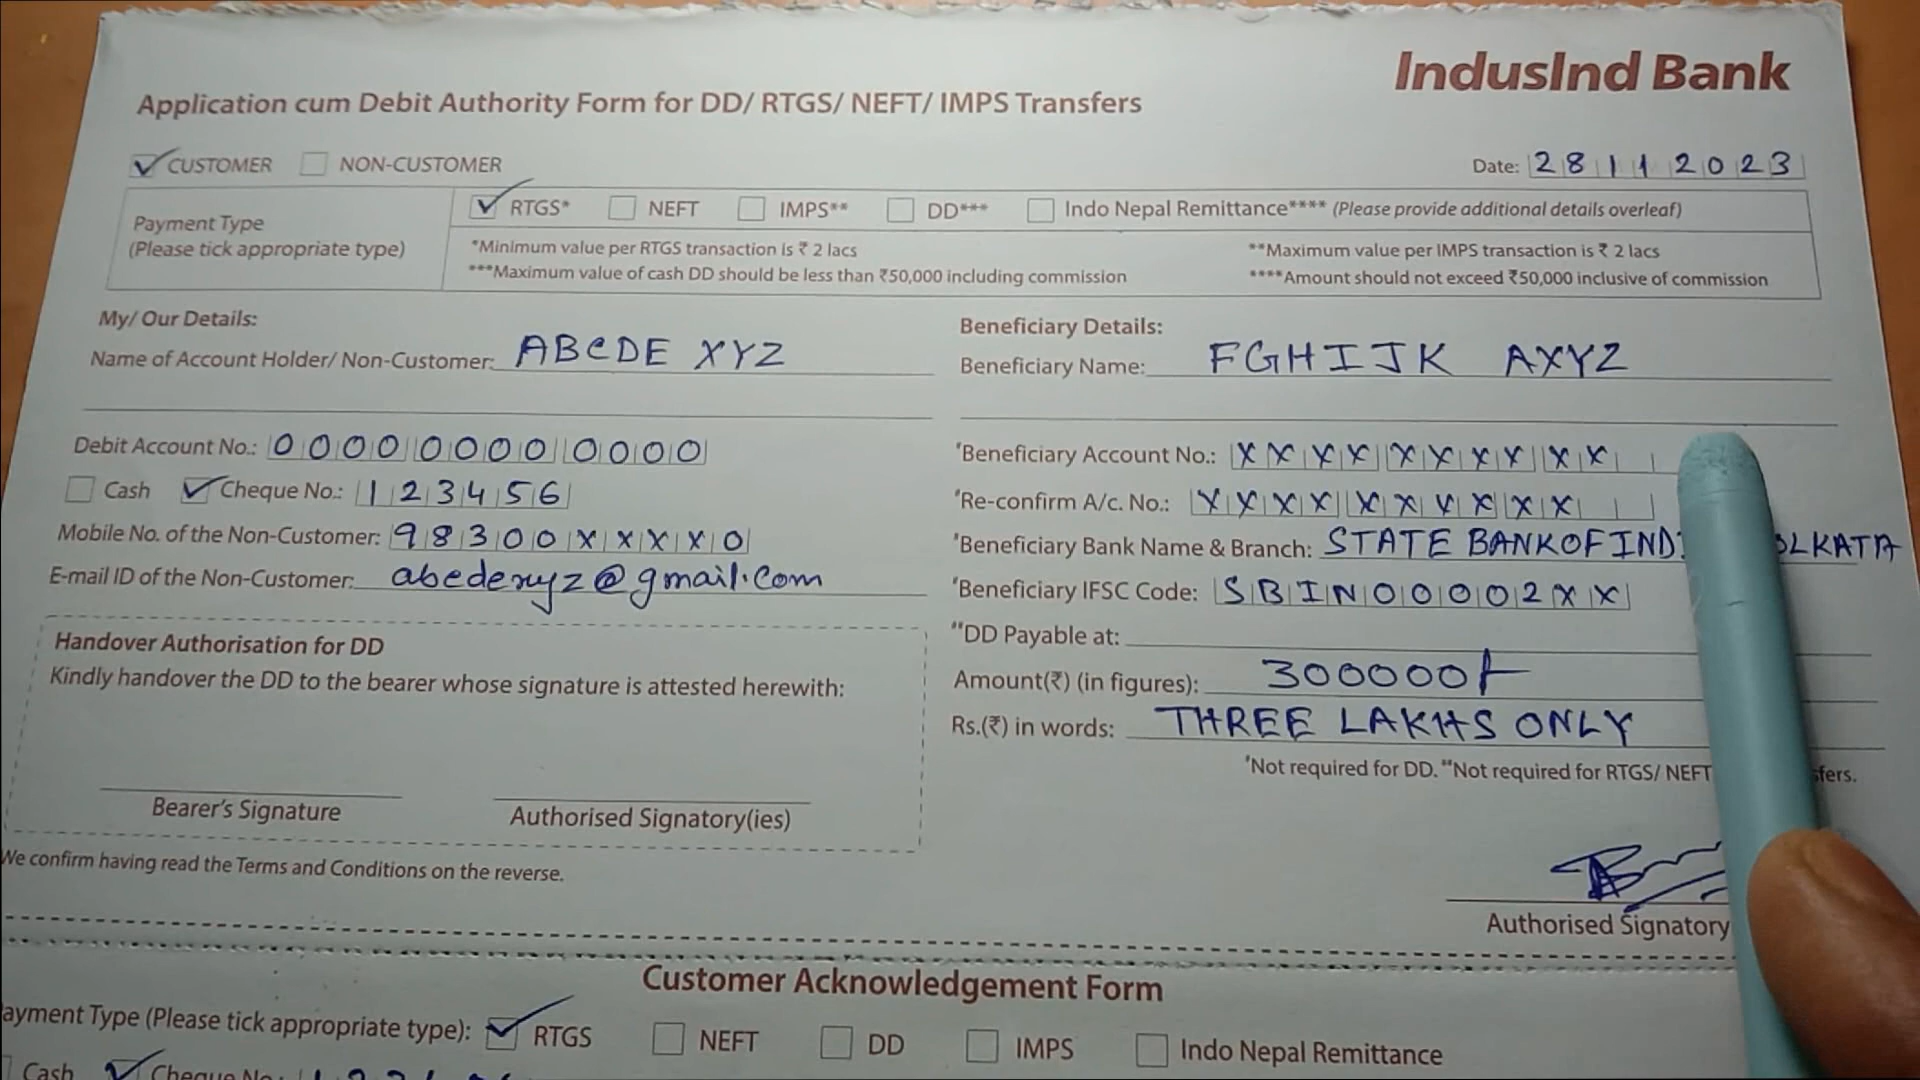 IndusInd Bank
Application cum Debit Authority Form for DD/ RTGS/ NEFT/ IMPS Transfers
CUSTOMER NON-CUSTOMER Date: 28 11 2023
Payment Type
(Please tick appropriate type)
RTGS* NEFT IMPS** DD*** Indo Nepal Remittance**** (Please provide additional details overleaf)
*Minimum value per RTGS transaction is ₹ 2 lacs **Maximum value per IMPS transaction is ₹ 2 lacs
***Maximum value of cash DD should be less than ₹50,000 including commission ****Amount should not exceed ₹50,000 inclusive of commission
My/ Our Details:
Name of Account Holder/ Non-Customer: ABCDE XYZ
Debit Account No.: 000000000000
Cash Cheque No.: 123456
Mobile No. of the Non-Customer: 98300XXXX0
E-mail ID of the Non-Customer: abcdexyz@gmail.com
Handover Authorisation for DD
Kindly handover the DD to the bearer whose signature is attested herewith:
Bearer's Signature Authorised Signatory(ies)
We confirm having read the Terms and Conditions on the reverse.
Beneficiary Details:
Beneficiary Name: FGHIJK AXYZ
#Beneficiary Account No.: XXXXXXXXXX
#Re-confirm A/c. No.: XXXXXXXXXX
#Beneficiary Bank Name & Branch: STATE BANK OF IND OLKATA
#Beneficiary IFSC Code: SBIN00002XX
##DD Payable at:
Amount(₹) (in figures): 300000/-
Rs.(₹) in words: THREE LAKHS ONLY
#Not required for DD. ##Not required for RTGS/ NEFT fers.
Authorised Signatory
Customer Acknowledgement Form
ayment Type (Please tick appropriate type): RTGS NEFT DD IMPS Indo Nepal Remittance
Cash Cheque No.: